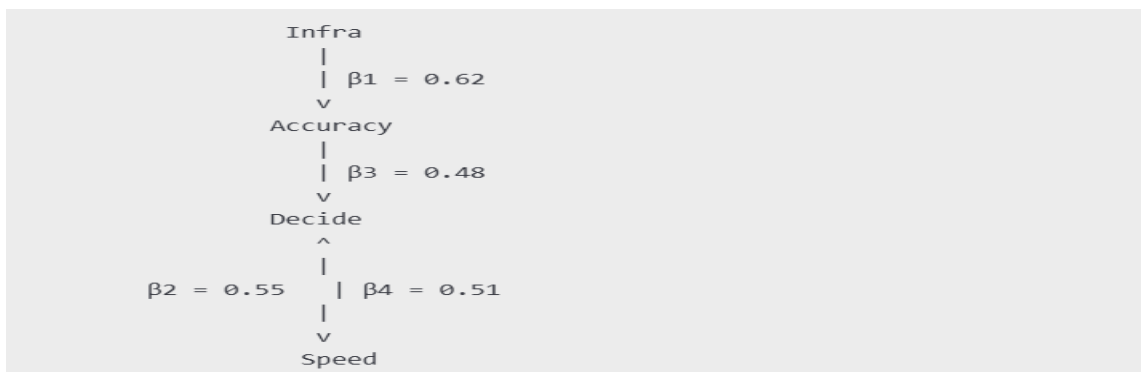 Infra
|
| β1 = 0.62
v
Accuracy
|
| β3 = 0.48
v
Decide
^
|
β2 = 0.55 | β4 = 0.51
|
v
Speed